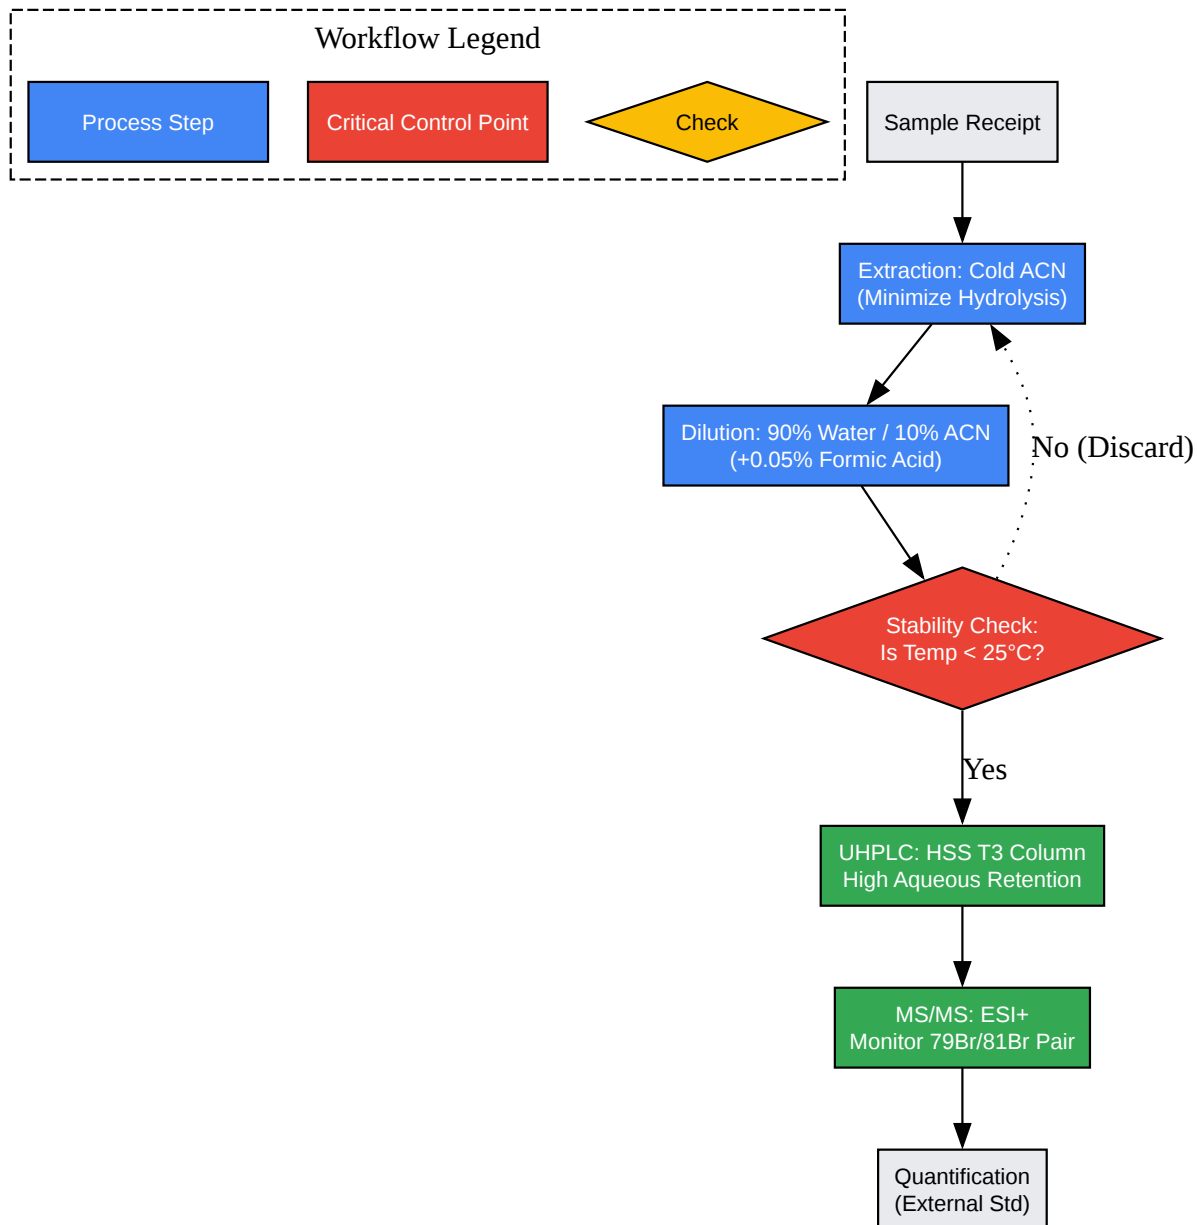 Workflow Legend
Process Step
Critical Control Point
Check
Sample Receipt
Extraction: Cold ACN
(Minimize Hydrolysis)
Dilution: 90% Water / 10% ACN
(+0.05% Formic Acid)
No (Discard)
Stability Check:
Is Temp < 25°C?
Yes
UHPLC: HSS T3 Column
High Aqueous Retention
MS/MS: ESI+
Monitor 79Br/81Br Pair
Quantification
(External Std)